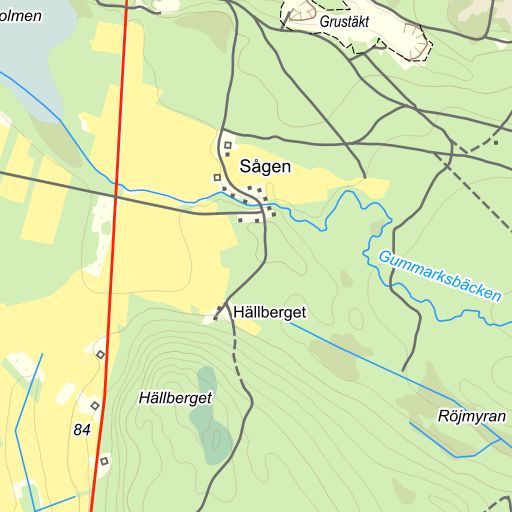 olmen
Grustäkt
Sågen
Gummarksbäcken
Hällberget
Hällberget
Röjmyran
84